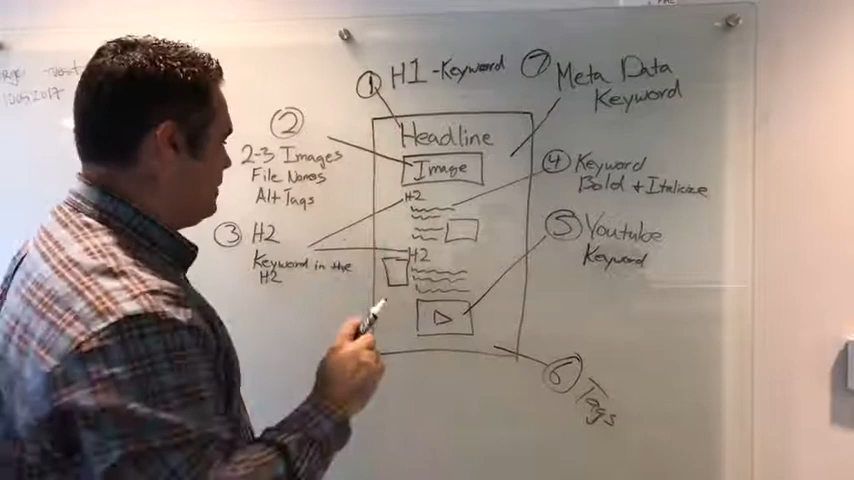 ① H1 - Keyword
⑦ Meta Data
Keyword
② 
2-3 Images
File Names
Alt Tags
③ H2
Keyword in the
H2
Headline
Image
H2
H2
④ Keyword
Bold + Italicize
⑤ Youtube
Keyword
⑥ Tags